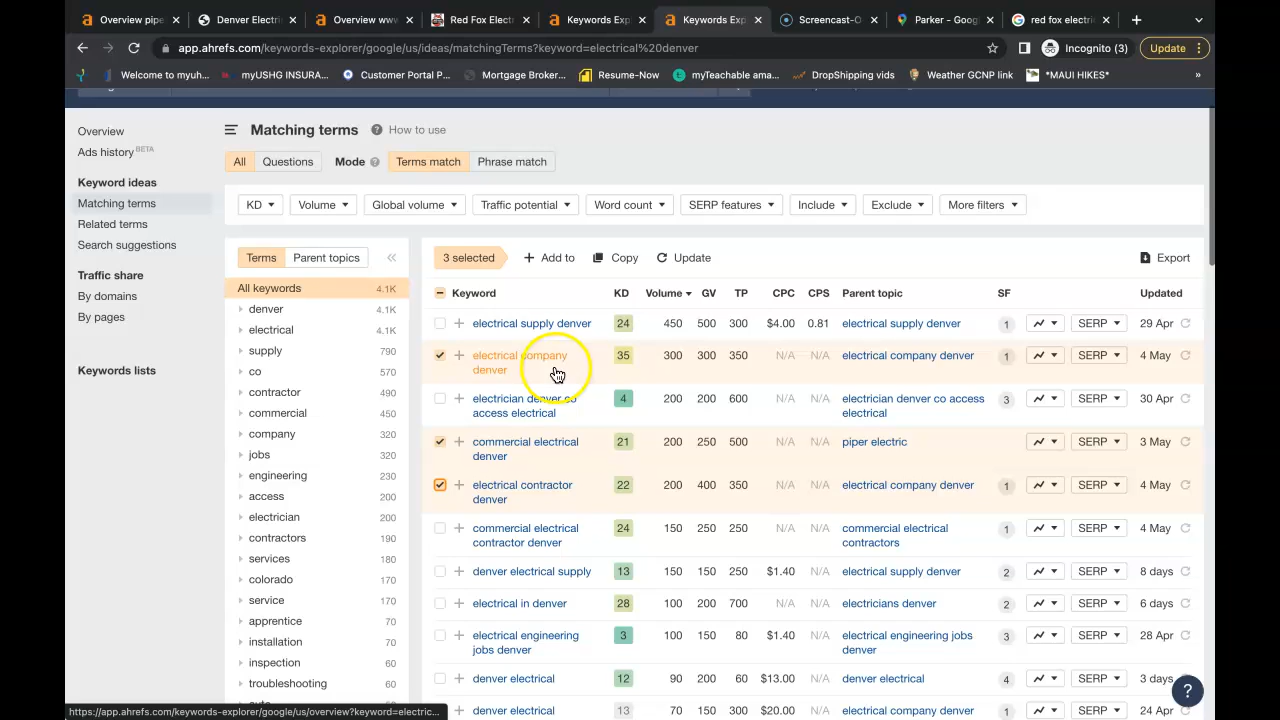 Overview pipe
Denver Electri
Overview www
Red Fox Electr
Keywords Exp
Keywords Exp
Screencast-O
Parker - Goog
red fox electri
app.ahrefs.com/keywords-explorer/google/us/ideas/matchingTerms?keyword=electrical%20denver
Incognito (3)
Update
Welcome to myuh...
myUSHG INSURA...
Customer Portal P...
Mortgage Broker...
Resume-Now
myTeachable ama...
DropShipping vids
Weather GCNP link
*MAUI HIKES*
»
Overview
Ads history BETA
Keyword ideas
Matching terms
Related terms
Search suggestions
Traffic share
By domains
By pages
Keywords lists
Matching terms ? How to use
All Questions Mode ? Terms match Phrase match
KD Volume Global volume Traffic potential Word count SERP features Include Exclude More filters
Terms Parent topics «
All keywords 4.1K
denver 4.1K
electrical 4.1K
supply 790
co 570
contractor 490
commercial 450
company 320
jobs 320
engineering 230
access 200
electrician 200
contractors 190
services 180
colorado 170
service 170
apprentice 70
installation 70
inspection 60
troubleshooting 60
3 selected + Add to Copy Update Export
Keyword KD Volume GV TP CPC CPS Parent topic SF Updated
electrical supply denver 24 450 500 300 $4.00 0.81 electrical supply denver 1 SERP 29 Apr
electrical company 35 300 300 350 N/A N/A electrical company denver 1 SERP 4 May
denver
electrician denver co 4 200 200 600 N/A N/A electrician denver co access 3 SERP 30 Apr
access electrical electrical
commercial electrical 21 200 250 500 N/A N/A piper electric SERP 3 May
denver
electrical contractor 22 200 400 350 N/A N/A electrical company denver 1 SERP 4 May
denver
commercial electrical 24 150 250 250 N/A N/A commercial electrical 1 SERP 4 May
contractor denver contractors
denver electrical supply 13 150 150 250 $1.40 N/A electrical supply denver 2 SERP 8 days
electrical in denver 28 100 200 700 N/A N/A electricians denver 2 SERP 6 days
electrical engineering 3 100 150 80 $1.40 N/A electrical engineering jobs 3 SERP 28 Apr
jobs denver denver
denver electrical 12 90 200 60 $13.00 N/A denver electrical 4 SERP 3 days
denver electrical 13 70 150 300 $20.00 N/A electrical company denver 1 SERP 24 Apr
?
https://app.ahrefs.com/keywords-explorer/google/us/overview?keyword=electric...